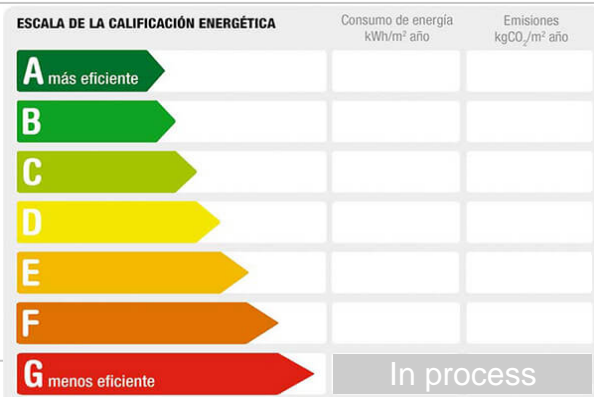 ESCALA DE LA CALIFICACIÓN ENERGÉTICA
Consumo de energía
kWh/m² año
Emisiones
kgCO₂/m² año
A más eficiente
B
C
D
E
F
G menos eficiente
In process